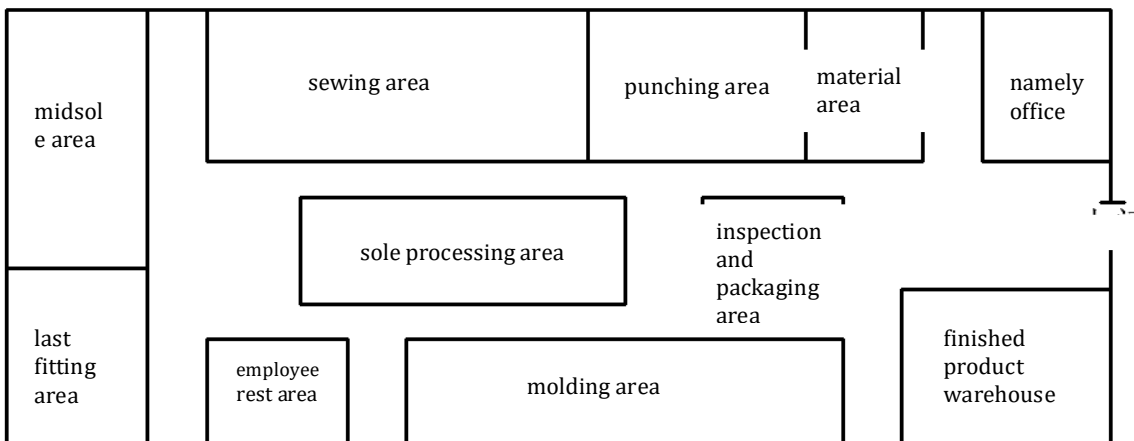 midsol
e area
sewing area
punching area
material
area
namely
office
sole processing area
inspection
and
packaging
area
last
fitting
area
employee
rest area
molding area
finished
product
warehouse